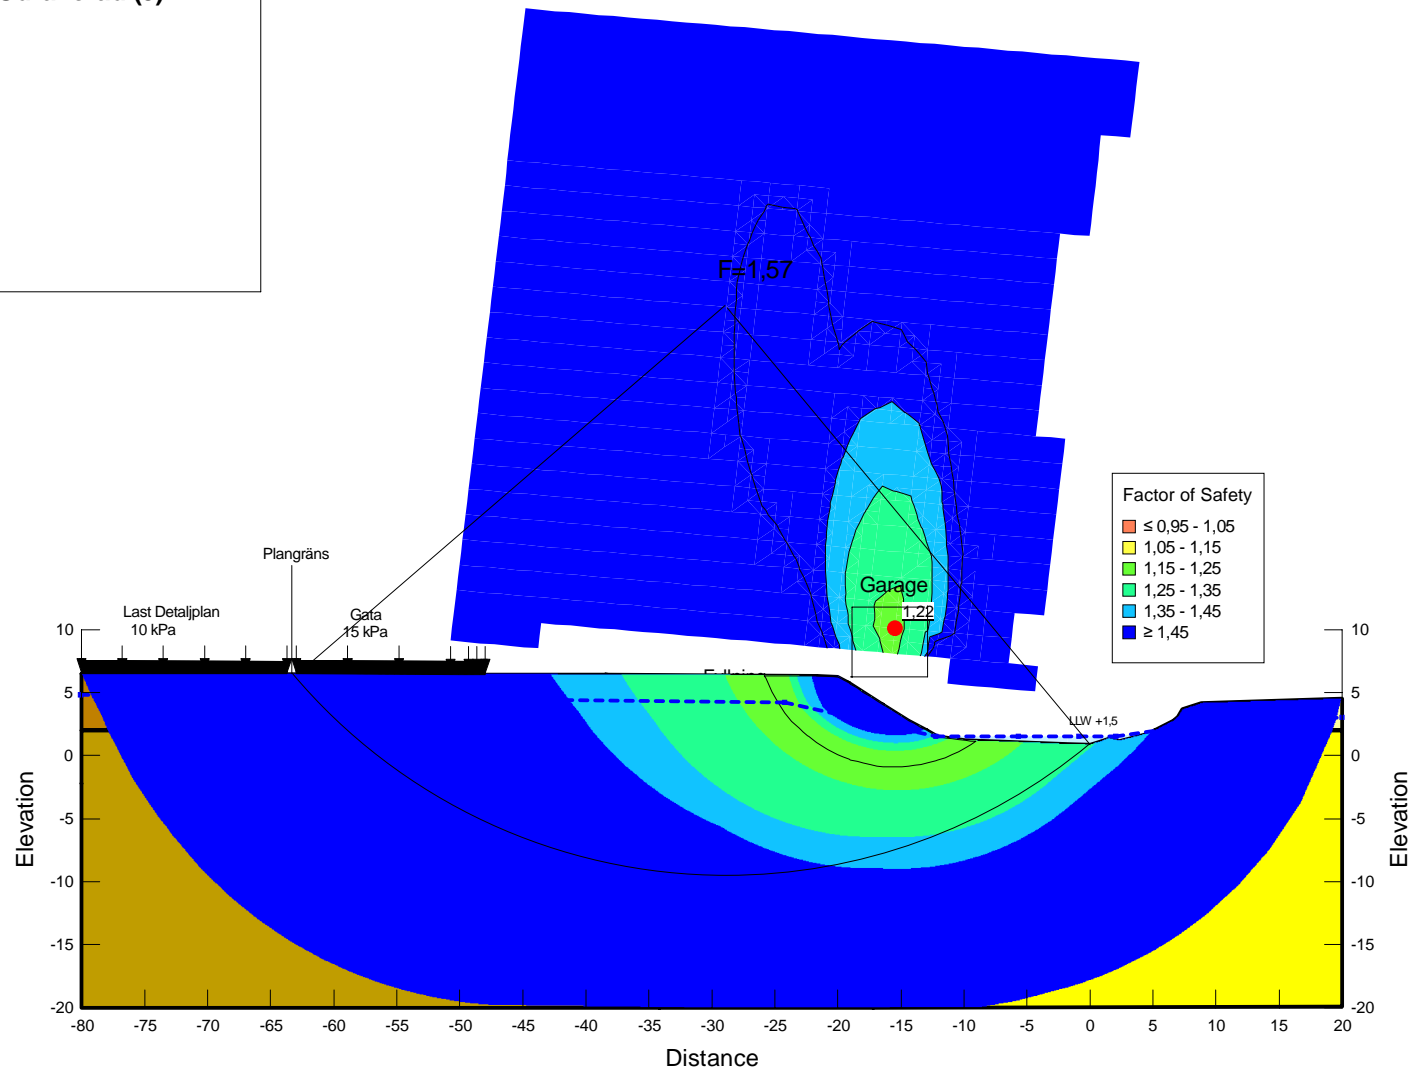 F=1,57
Factor of Safety
≤ 0,95 - 1,05
1,05 - 1,15
1,15 - 1,25
1,25 - 1,35
1,35 - 1,45
≥ 1,45
Plangräns
Garage
1,22
Last Detaljplan
10 kPa
Gata
15 kPa
LLW +1,5
10
5
0
-5
-10
-15
-20
Elevation
10
5
0
-5
-10
-15
-20
Elevation
-80 -75 -70 -65 -60 -55 -50 -45 -40 -35 -30 -25 -20 -15 -10 -5 0 5 10 15 20
Distance